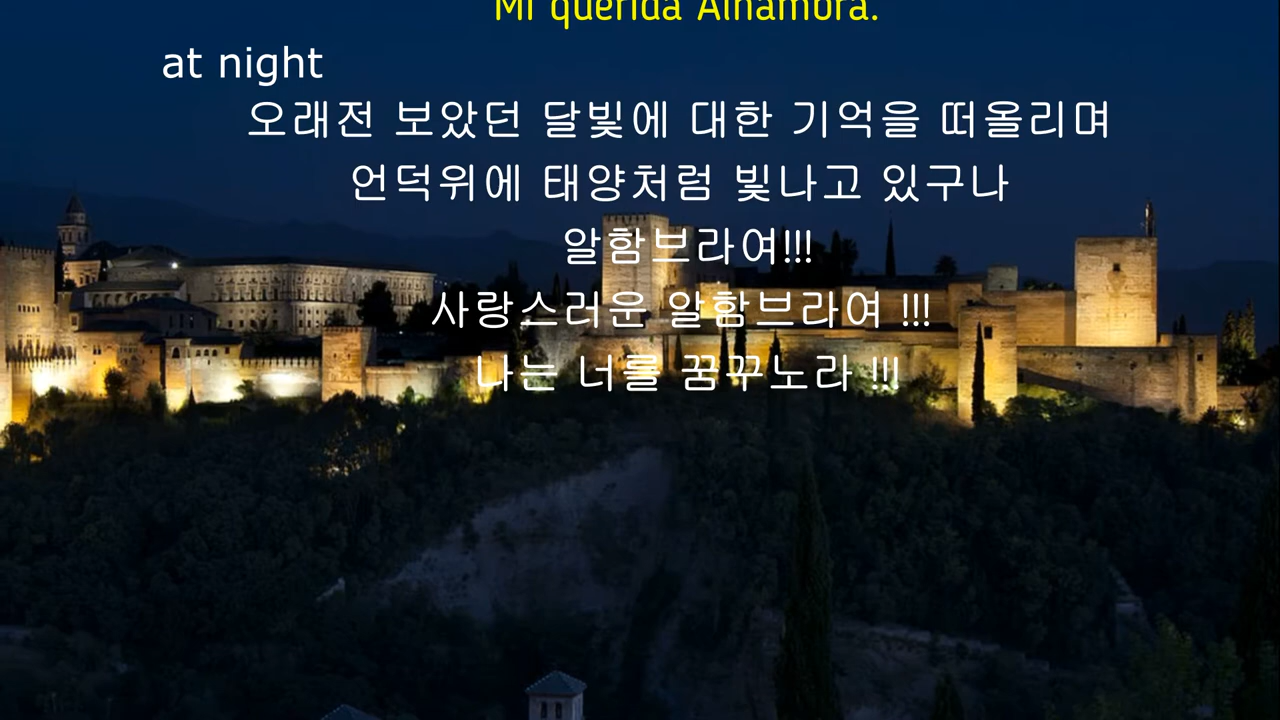 Mi querida Alhambra.
at night
오래전 보았던 달빛에 대한 기억을 떠올리며
언덕위에 태양처럼 빛나고 있구나
알함브라여!!!
사랑스러운 알함브라여 !!!
나는 너를 꿈꾸노라 !!!